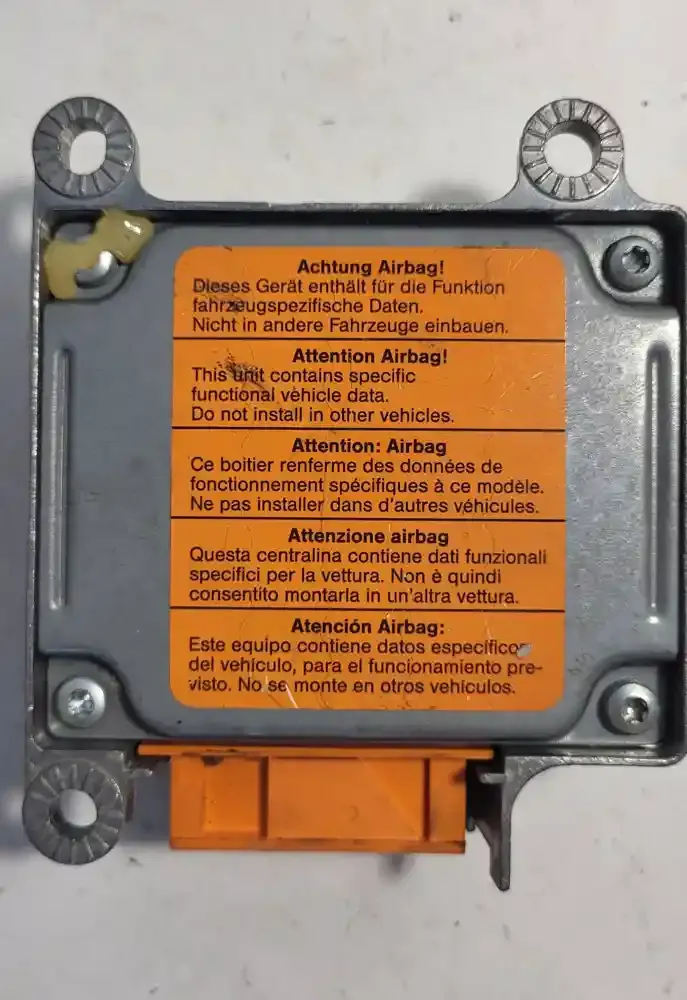 Achtung Airbag!
Dieses Gerät enthält für die Funktion
fahrzeugspezifische Daten.
Nicht in andere Fahrzeuge einbauen.
Attention Airbag!
This unit contains specific
functional vehicle data.
Do not install in other vehicles.
Attention: Airbag
Ce boitier renferme des données de
fonctionnement spécifiques à ce modèle.
Ne pas installer dans d'autres véhicules.
Attenzione airbag
Questa centralina contiene dati funzionali
specifici per la vettura. Non è quindi
consentito montarla in un'altra vettura.
Atención Airbag:
Este equipo contiene datos específicos
del vehículo, para el funcionamiento pre-
visto. No se monte en otros vehículos.